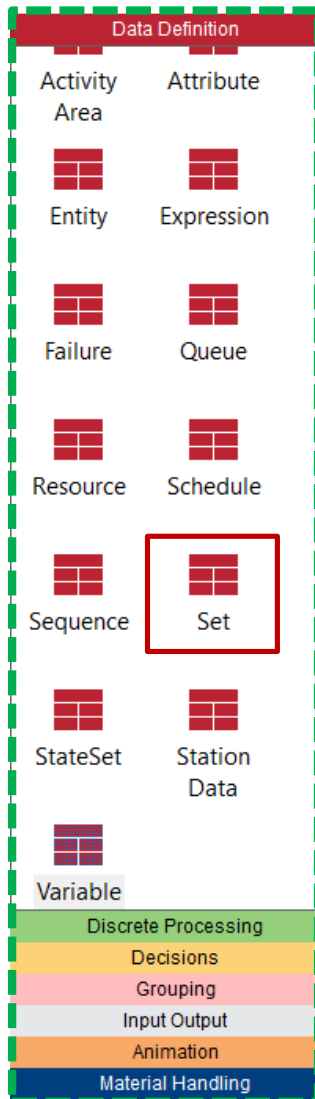 Data Definition
Activity Area
Attribute
Entity
Expression
Failure
Queue
Resource
Schedule
Sequence
Set
StateSet
Station Data
Variable
Discrete Processing
Decisions
Grouping
Input Output
Animation
Material Handling